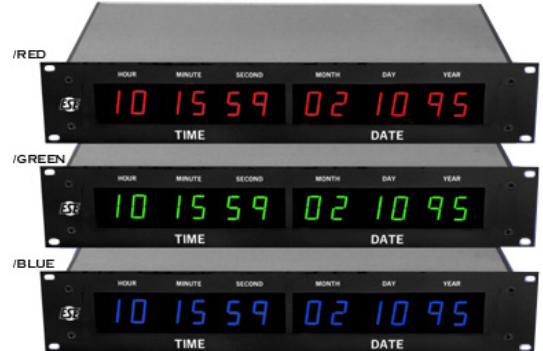 /RED
HOUR MINUTE SECOND MONTH DAY YEAR
ESE 10 15 59 02 10 95
TIME DATE
/GREEN
HOUR MINUTE SECOND MONTH DAY YEAR
ESE 10 15 59 02 10 95
TIME DATE
/BLUE
HOUR MINUTE SECOND MONTH DAY YEAR
ESE 10 15 59 02 10 95
TIME DATE